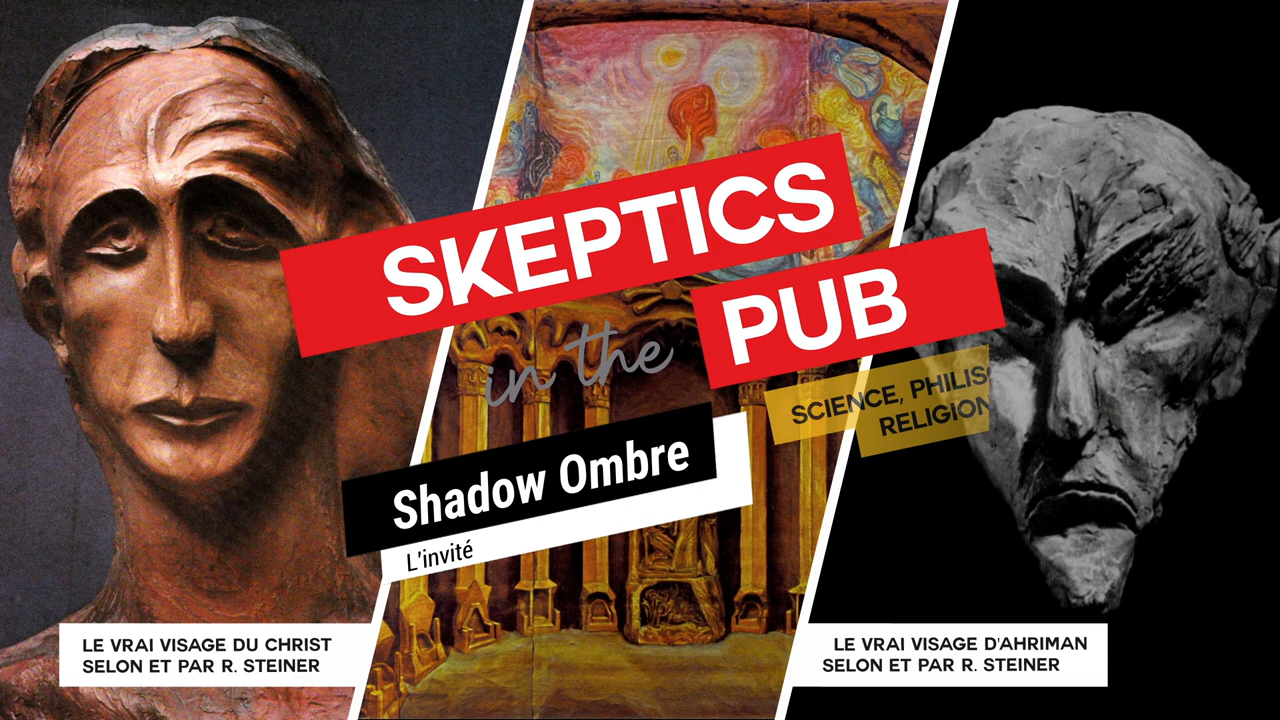 SKEPTICS
in the
PUB
SCIENCE, PHILIS
RELIGION
Shadow Ombre
L'invité
LE VRAI VISAGE DU CHRIST
SELON ET PAR R. STEINER
LE VRAI VISAGE D'AHRIMAN
SELON ET PAR R. STEINER